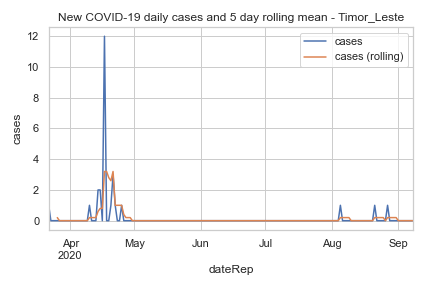 New COVID-19 daily cases and 5 day rolling mean - Timor_Leste
cases
cases (rolling)
cases
12
10
8
6
4
2
0
Apr
2020
May
Jun
Jul
Aug
Sep
dateRep